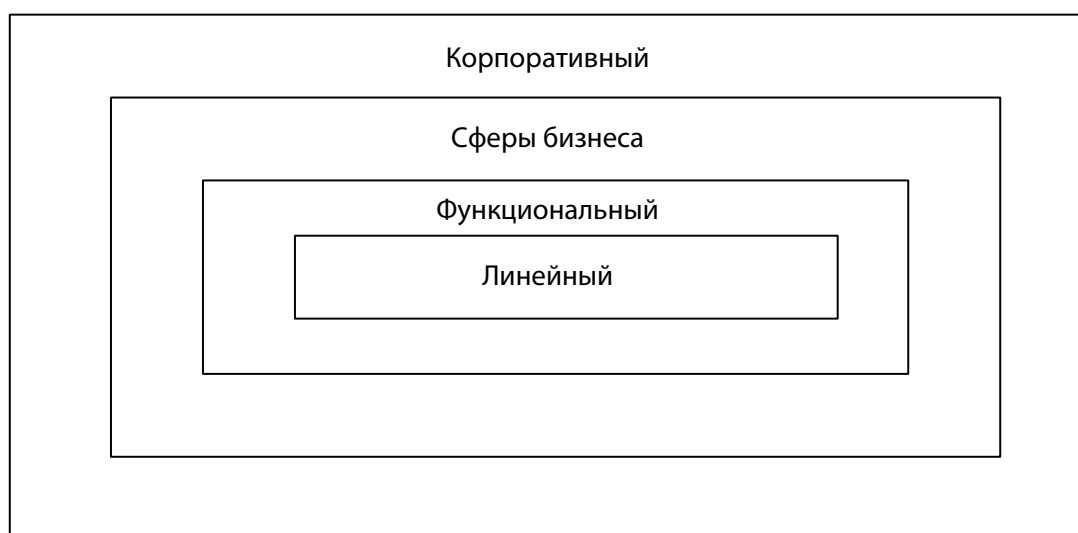 Корпоративный
Сферы бизнеса
Функциональный
Линейный